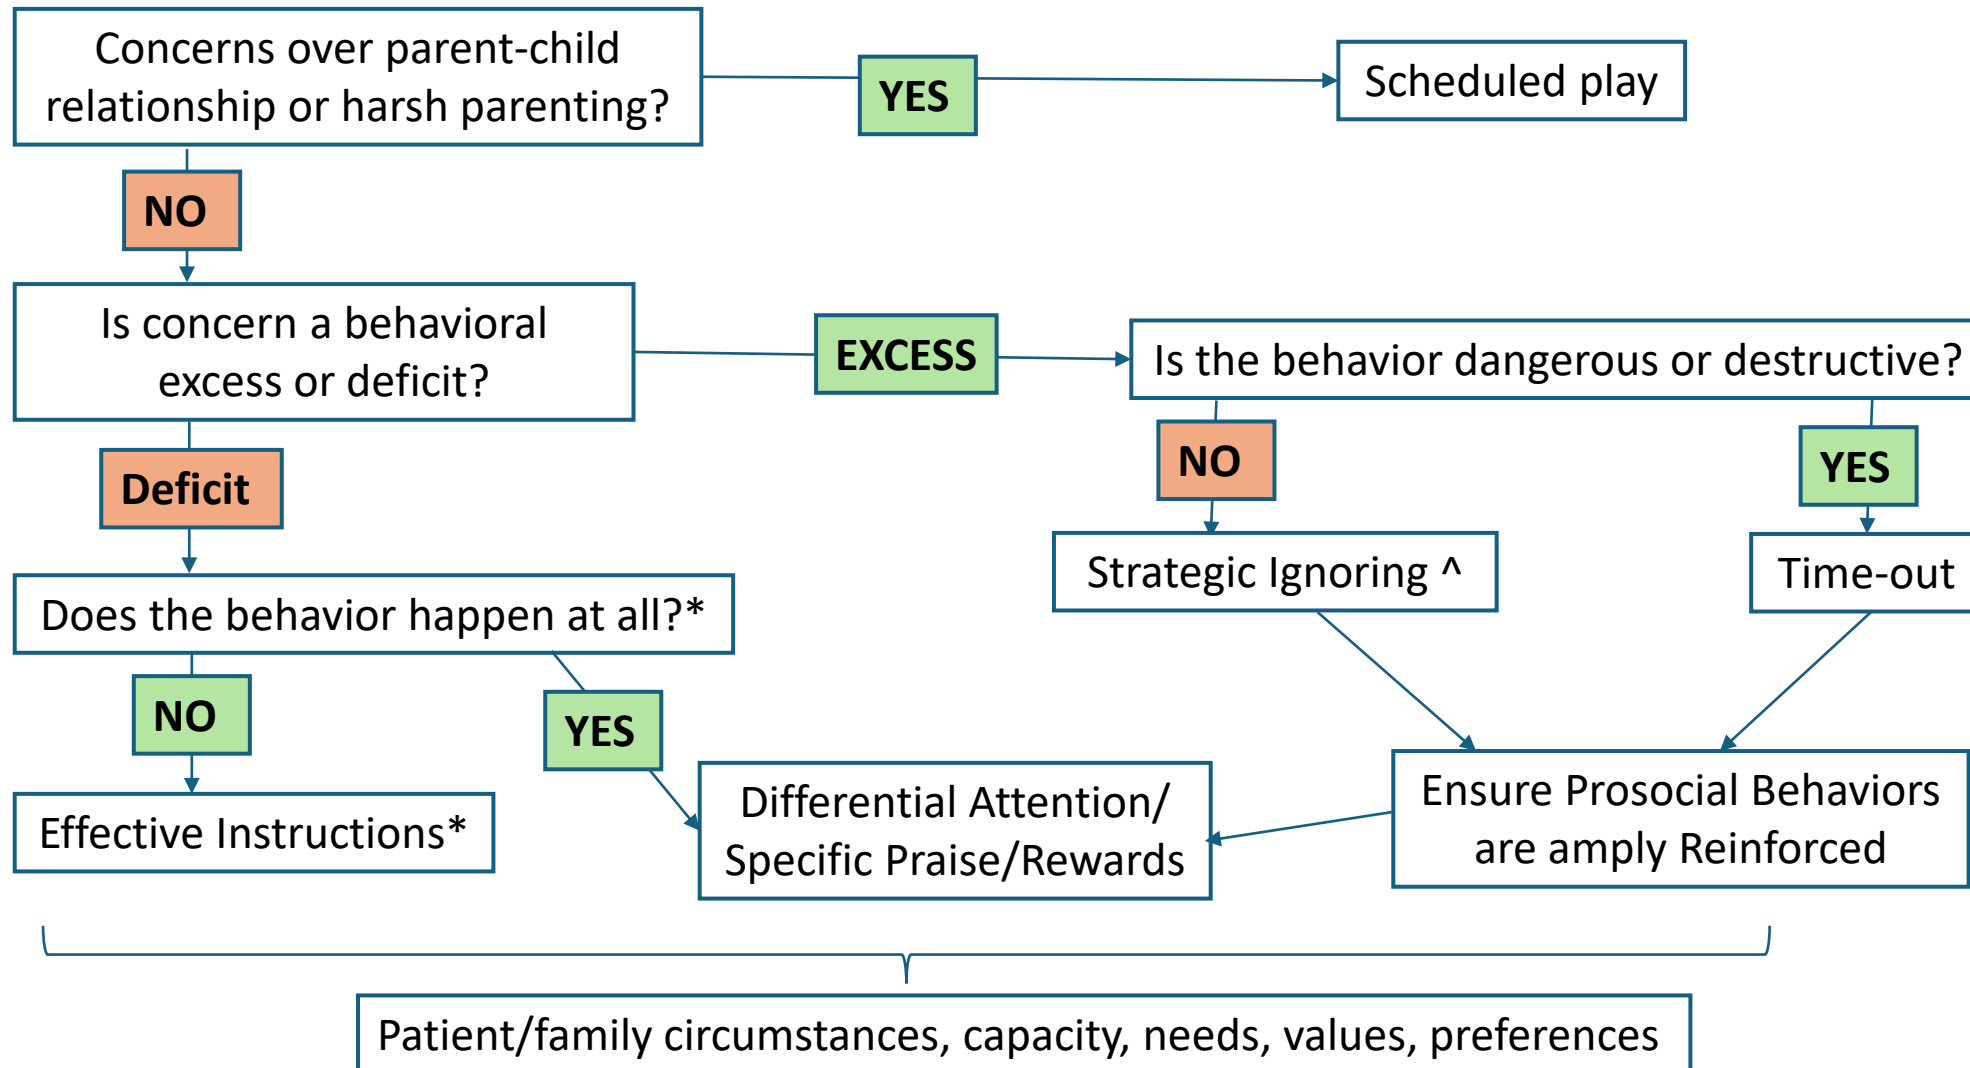 Concerns over parent-child
relationship or harsh parenting?
YES
Scheduled play
NO
Is concern a behavioral
excess or deficit?
EXCESS
Is the behavior dangerous or destructive?
Deficit
NO
YES
Does the behavior happen at all?*
Strategic Ignoring ^
Time-out
NO
YES
Effective Instructions*
Differential Attention/
Specific Praise/Rewards
Ensure Prosocial Behaviors
are amply Reinforced
Patient/family circumstances, capacity, needs, values, preferences